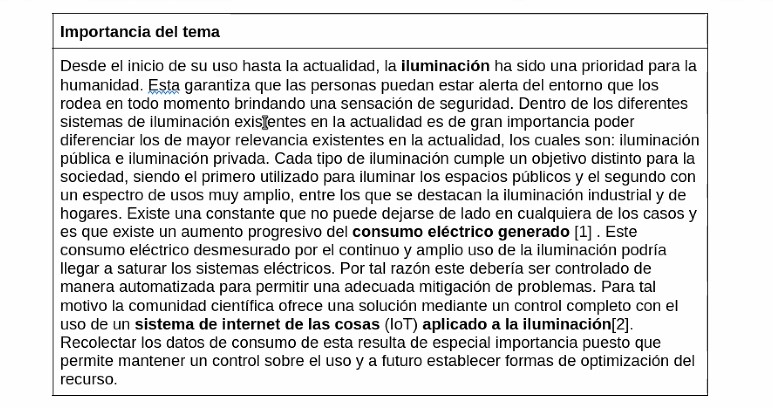 Importancia del tema
Desde el inicio de su uso hasta la actualidad, la iluminación ha sido una prioridad para la
humanidad. Esta garantiza que las personas puedan estar alerta del entorno que los
rodea en todo momento brindando una sensación de seguridad. Dentro de los diferentes
sistemas de iluminación existentes en la actualidad es de gran importancia poder
diferenciar los de mayor relevancia existentes en la actualidad, los cuales son: iluminación
pública e iluminación privada. Cada tipo de iluminación cumple un objetivo distinto para la
sociedad, siendo el primero utilizado para iluminar los espacios públicos y el segundo con
un espectro de usos muy amplio, entre los que se destacan la iluminación industrial y de
hogares. Existe una constante que no puede dejarse de lado en cualquiera de los casos y
es que existe un aumento progresivo del consumo eléctrico generado [1] . Este
consumo eléctrico desmesurado por el continuo y amplio uso de la iluminación podría
llegar a saturar los sistemas eléctricos. Por tal razón este debería ser controlado de
manera automatizada para permitir una adecuada mitigación de problemas. Para tal
motivo la comunidad científica ofrece una solución mediante un control completo con el
uso de un sistema de internet de las cosas (IoT) aplicado a la iluminación[2].
Recolectar los datos de consumo de esta resulta de especial importancia puesto que
permite mantener un control sobre el uso y a futuro establecer formas de optimización del
recurso.